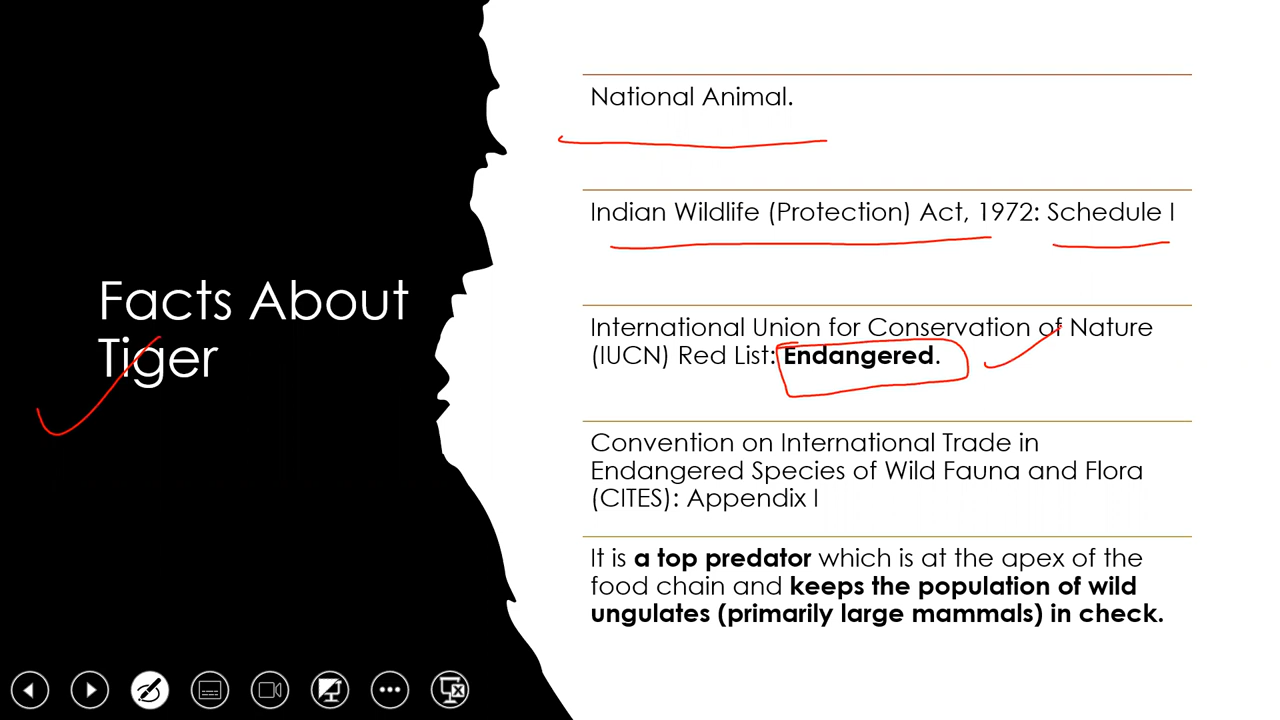 Facts About
Tiger
National Animal.
Indian Wildlife (Protection) Act, 1972: Schedule I
International Union for Conservation of Nature
(IUCN) Red List: Endangered.
Convention on International Trade in
Endangered Species of Wild Fauna and Flora
(CITES): Appendix I
It is a top predator which is at the apex of the
food chain and keeps the population of wild
ungulates (primarily large mammals) in check.